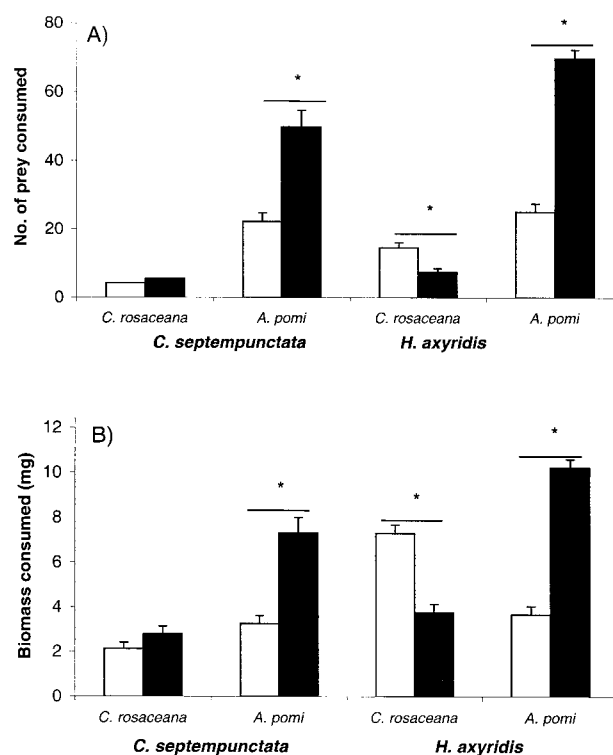 A)
No. of prey consumed
80
60
40
20
0
*
*
*
C. rosaceana A. pomi C. rosaceana A. pomi
C. septempunctata H. axyridis
B)
Biomass consumed (mg)
12
10
8
6
4
2
0
*
*
*
C. rosaceana A. pomi C. rosaceana A. pomi
C. septempunctata H. axyridis